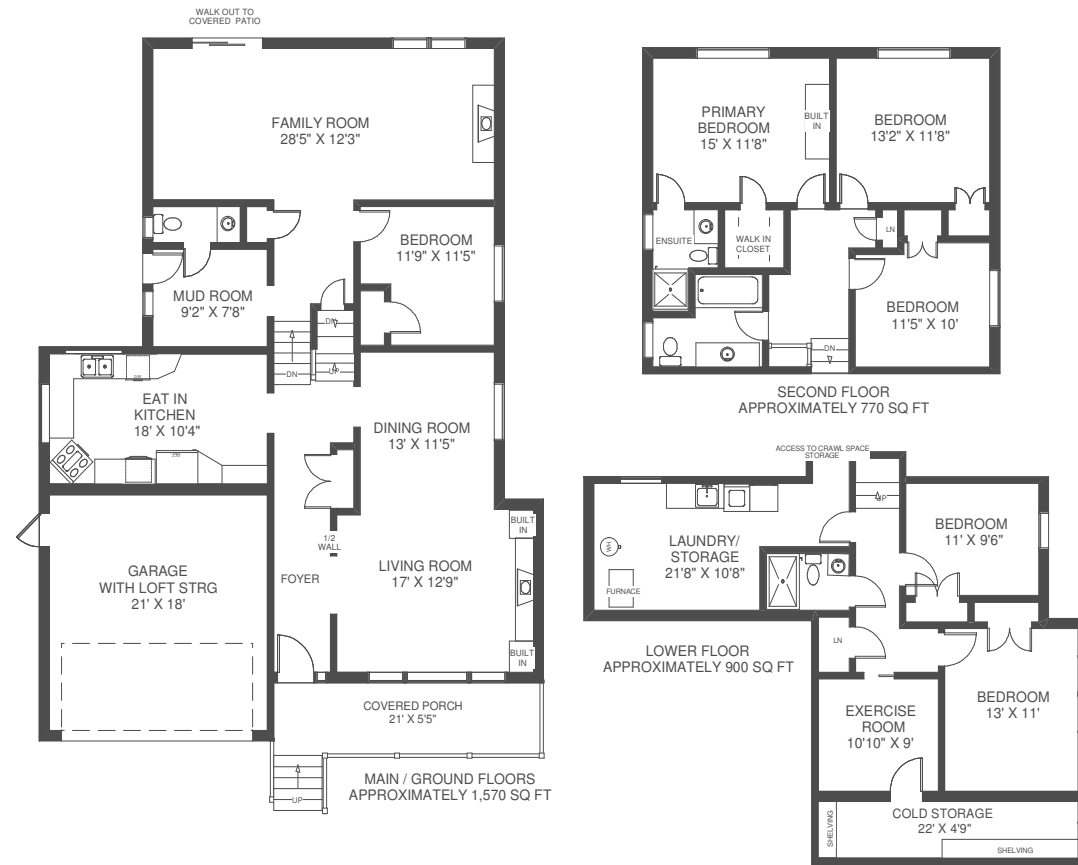 WALK OUT TO
COVERED PATIO
FAMILY ROOM
28'5" X 12'3"
BEDROOM
11'9" X 11'5"
MUD ROOM
9'2" X 7'8"
DN
DN
UP
EAT IN
KITCHEN
18' X 10'4"
DINING ROOM
13' X 11'5"
1/2
WALL
BUILT
IN
GARAGE
WITH LOFT STRG
21' X 18'
FOYER
LIVING ROOM
17' X 12'9"
BUILT
IN
COVERED PORCH
21' X 5'5"
UP
MAIN / GROUND FLOORS
APPROXIMATELY 1,570 SQ FT
PRIMARY
BEDROOM
15' X 11'8"
BUILT
IN
BEDROOM
13'2" X 11'8"
ENSUITE
WALK IN
CLOSET
LN
BEDROOM
11'5" X 10'
DN
SECOND FLOOR
APPROXIMATELY 770 SQ FT
ACCESS TO CRAWL SPACE
STORAGE
UP
LAUNDRY/
STORAGE
21'8" X 10'8"
WH
FURNACE
BEDROOM
11' X 9'6"
LN
LOWER FLOOR
APPROXIMATELY 900 SQ FT
BEDROOM
13' X 11'
EXERCISE
ROOM
10'10" X 9'
COLD STORAGE
22' X 4'9"
SHELVING
SHELVING